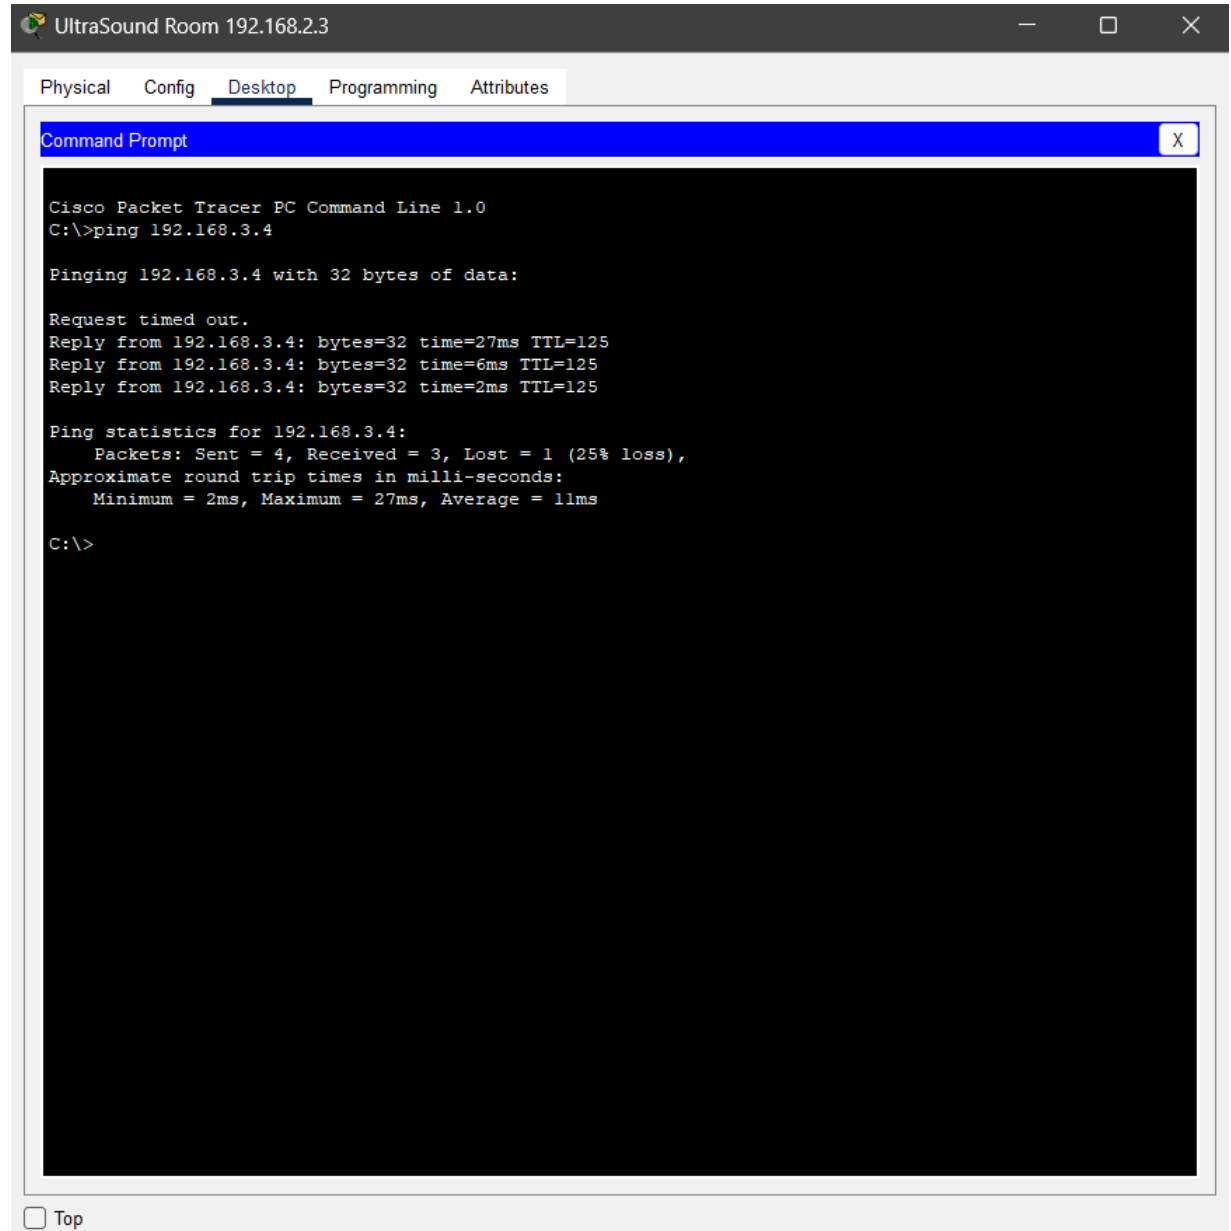 UltraSound Room 192.168.2.3
Physical Config Desktop Programming Attributes
Command Prompt X
Cisco Packet Tracer PC Command Line 1.0
C:\>ping 192.168.3.4
Pinging 192.168.3.4 with 32 bytes of data:
Request timed out.
Reply from 192.168.3.4: bytes=32 time=27ms TTL=125
Reply from 192.168.3.4: bytes=32 time=6ms TTL=125
Reply from 192.168.3.4: bytes=32 time=2ms TTL=125
Ping statistics for 192.168.3.4:
    Packets: Sent = 4, Received = 3, Lost = 1 (25% loss),
Approximate round trip times in milli-seconds:
    Minimum = 2ms, Maximum = 27ms, Average = 11ms
C:\>
Top